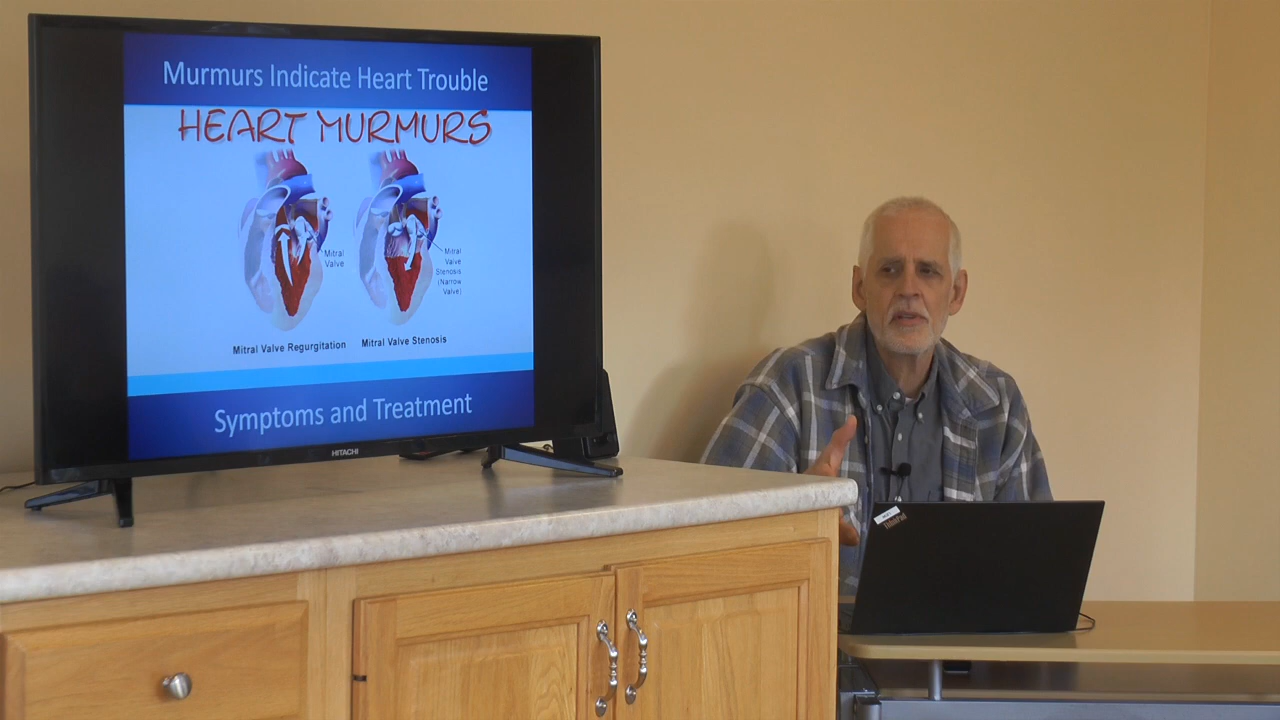 Murmurs Indicate Heart Trouble
HEART MURMURS
Mitral
Valve
Mitral
Valve
Stenosis
(Narrow
Valve)
Mitral Valve Regurgitation
Mitral Valve Stenosis
Symptoms and Treatment
HITACHI
ThinkPad